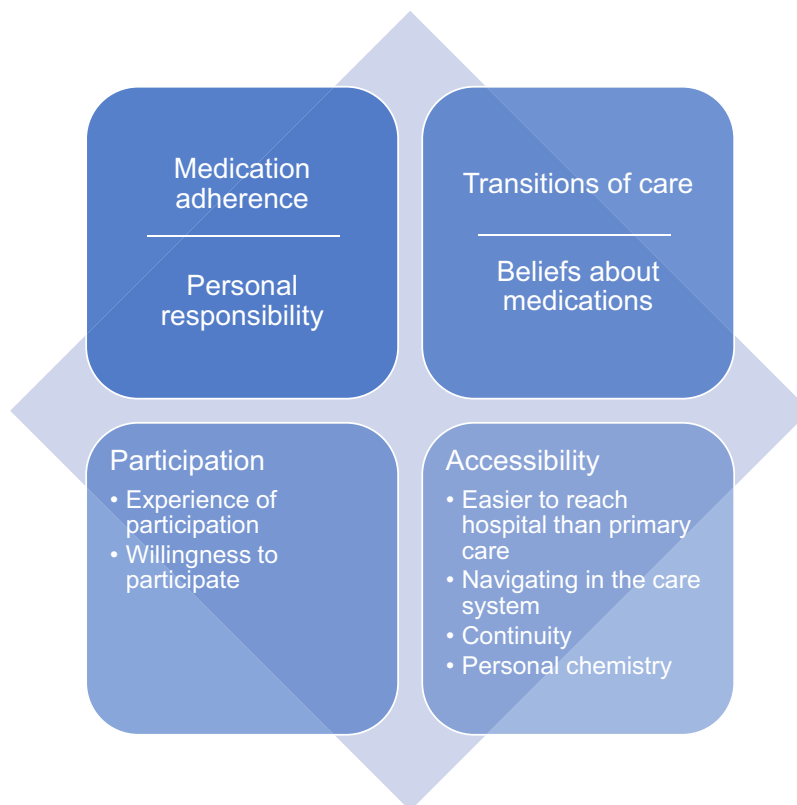 Medication
adherence
Personal
responsibility
Transitions of care
Beliefs about
medications
Participation
• Experience of
participation
• Willingness to
participate
Accessibility
• Easier to reach
hospital than primary
care
• Navigating in the care
system
• Continuity
• Personal chemistry